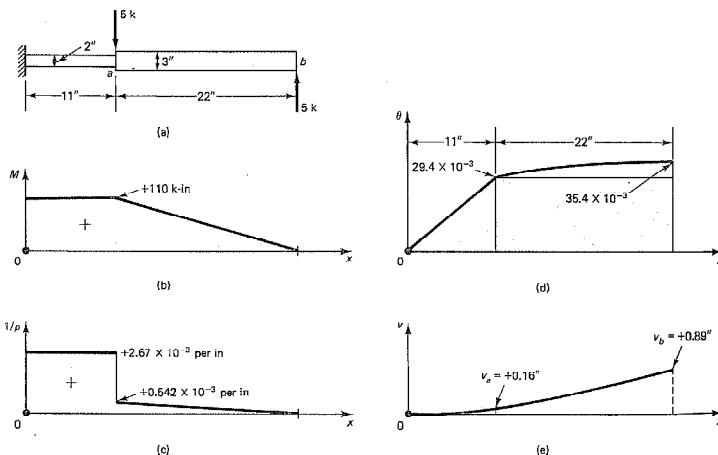 5 k
2"
3"
a
b
11"
22"
5 k
(a)
M
+110 k-in
+
0
x
(b)
1/ρ
+2.67 × 10⁻³ per in
+
+0.542 × 10⁻³ per in
0
x
(c)
θ
11"
22"
29.4 × 10⁻³
35.4 × 10⁻³
0
(d)
v
v_b = +0.89"
v_a = +0.16"
0
(e)